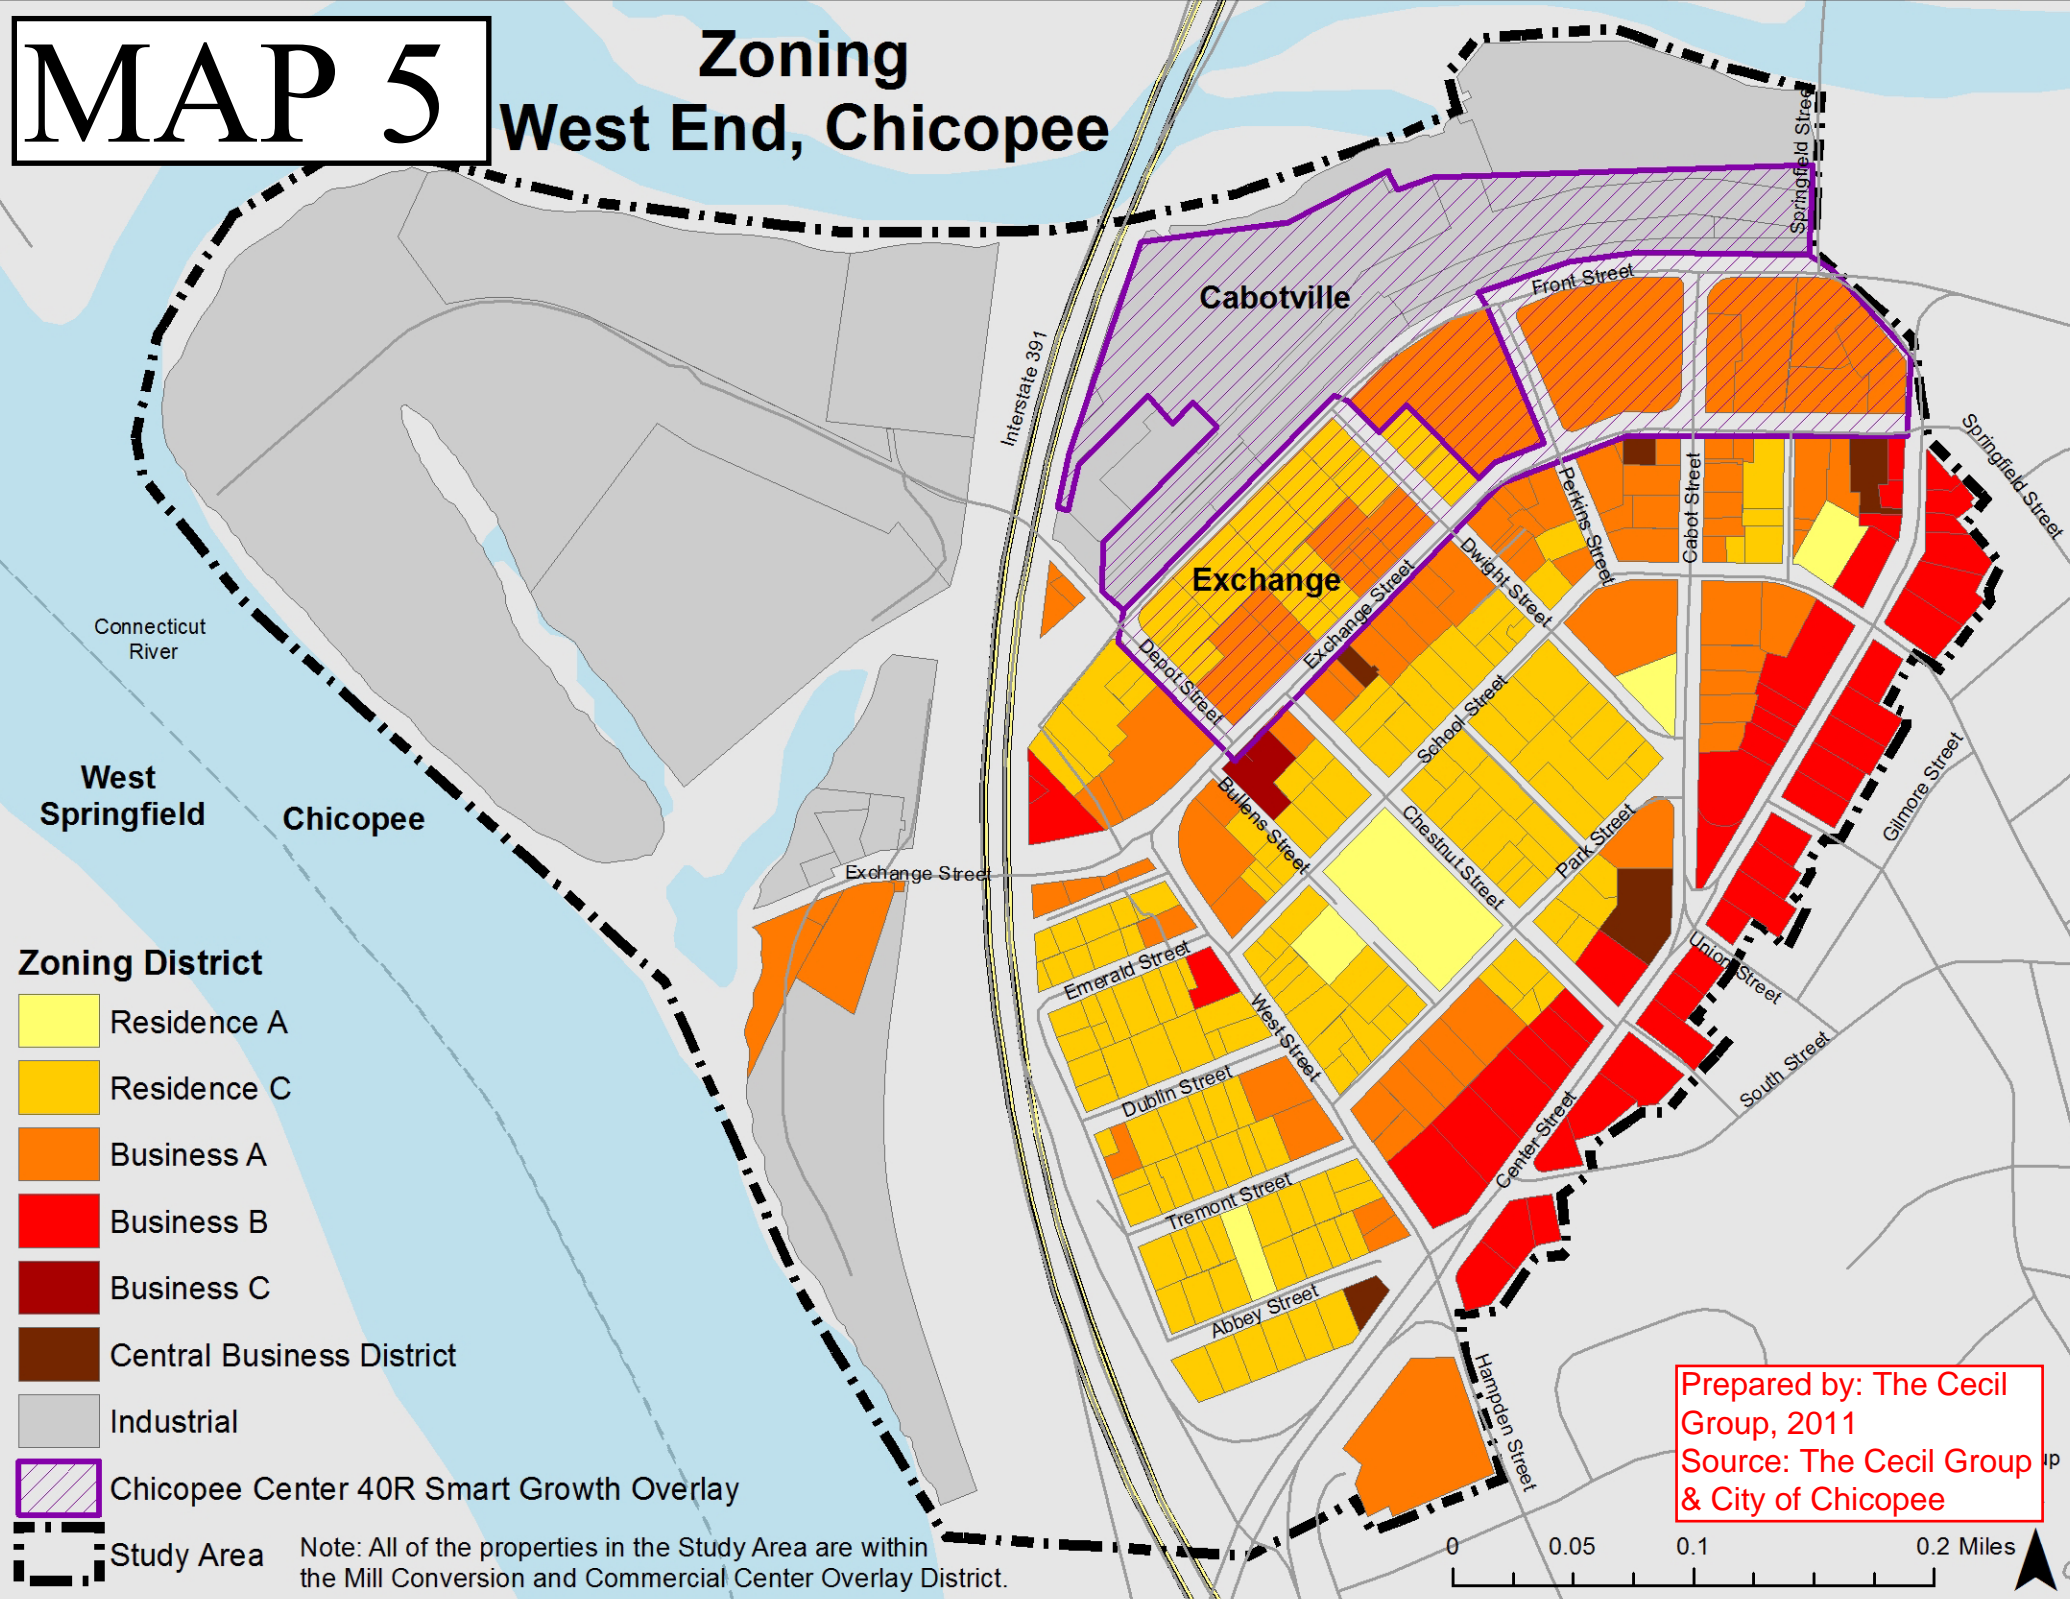 MAP 5
Zoning
West End, Chicopee
Springfield Street
Front Street
Cabotville
Interstate 391
Springfield Street
Perkins Street
Cabot Street
Dwight Street
Exchange
Exchange Street
Depot Street
School Street
Connecticut
River
West
Springfield
Chicopee
Bullens Street
Chestnut Street
Park Street
Gilmore Street
Exchange Street
Union Street
Emerald Street
West Street
South Street
Dublin Street
Center Street
Tremont Street
Abbey Street
Hampden Street
Zoning District
Residence A
Residence C
Business A
Business B
Business C
Central Business District
Industrial
Chicopee Center 40R Smart Growth Overlay
Study Area
Note: All of the properties in the Study Area are within
the Mill Conversion and Commercial Center Overlay District.
Prepared by: The Cecil
Group, 2011
Source: The Cecil Group
& City of Chicopee
0 0.05 0.1 0.2 Miles